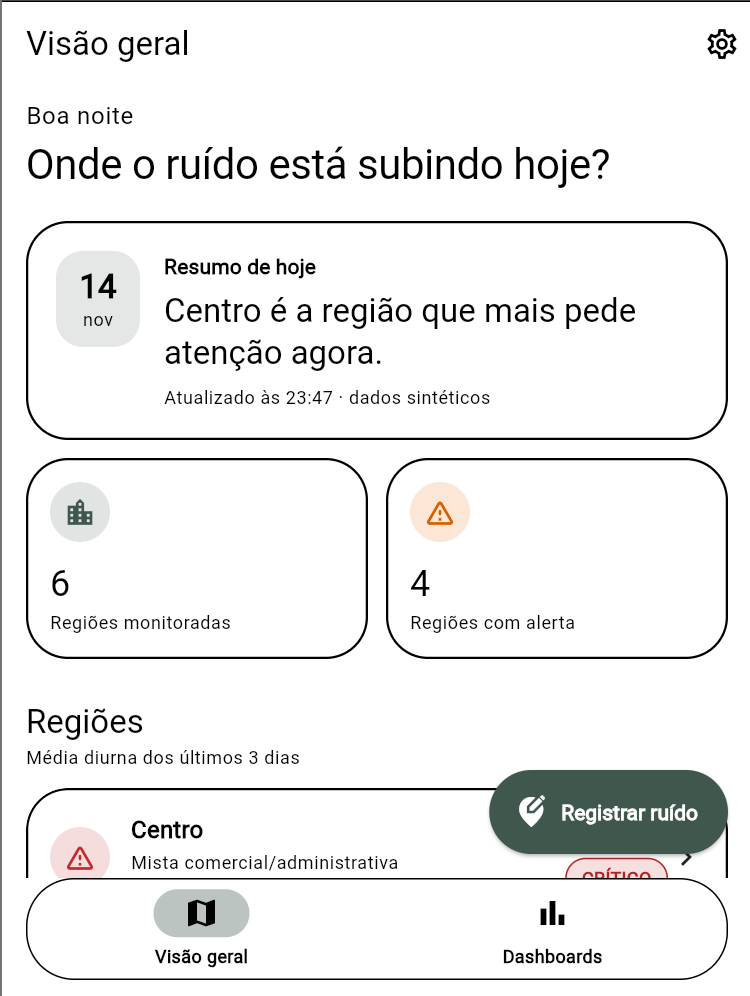 Visão geral
Boa noite
Onde o ruído está subindo hoje?
14
nov
Resumo de hoje
Centro é a região que mais pede
atenção agora.
Atualizado às 23:47 · dados sintéticos
6
Regiões monitoradas
4
Regiões com alerta
Regiões
Média diurna dos últimos 3 dias
Registrar ruído
Centro
Mista comercial/administrativa
CRÍTICO
Visão geral
Dashboards